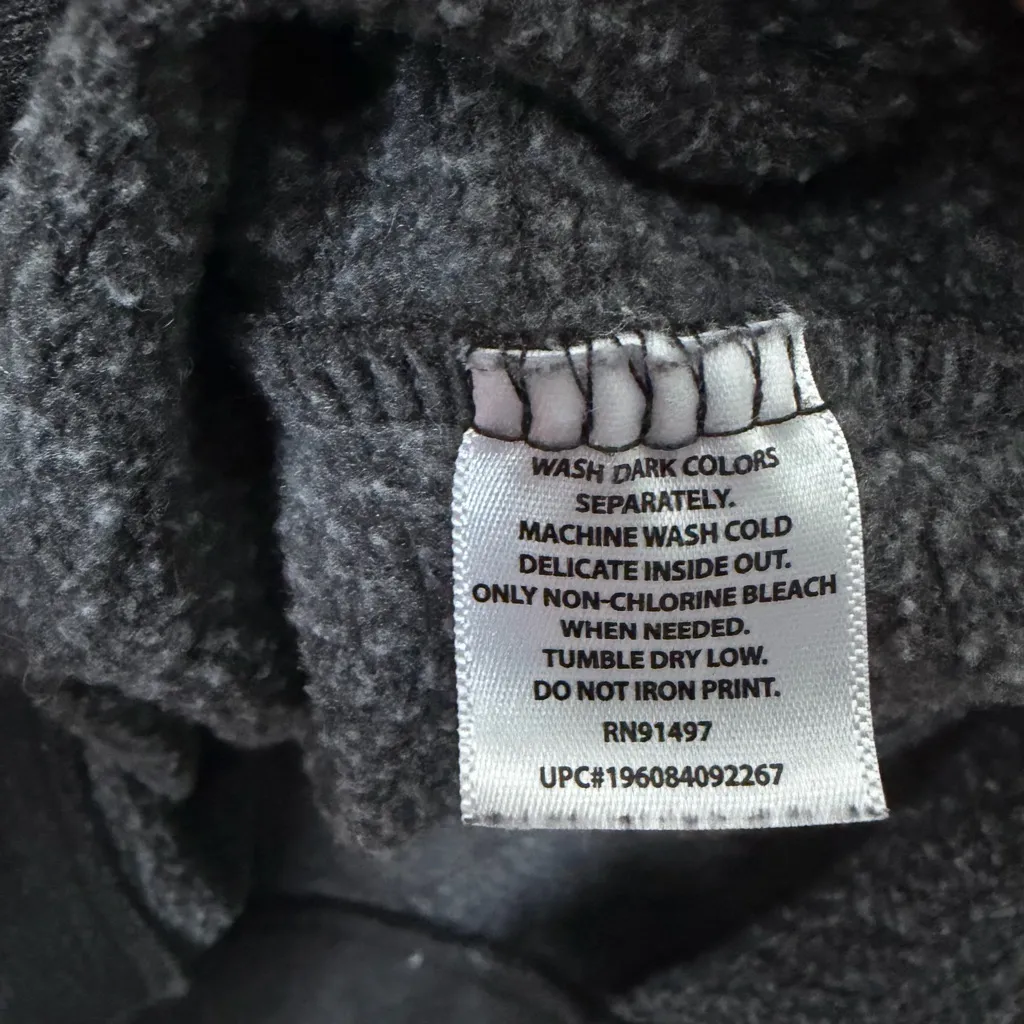 WASH DARK COLORS
SEPARATELY.
MACHINE WASH COLD
DELICATE INSIDE OUT.
ONLY NON-CHLORINE BLEACH
WHEN NEEDED.
TUMBLE DRY LOW.
DO NOT IRON PRINT.
RN91497
UPC#196084092267